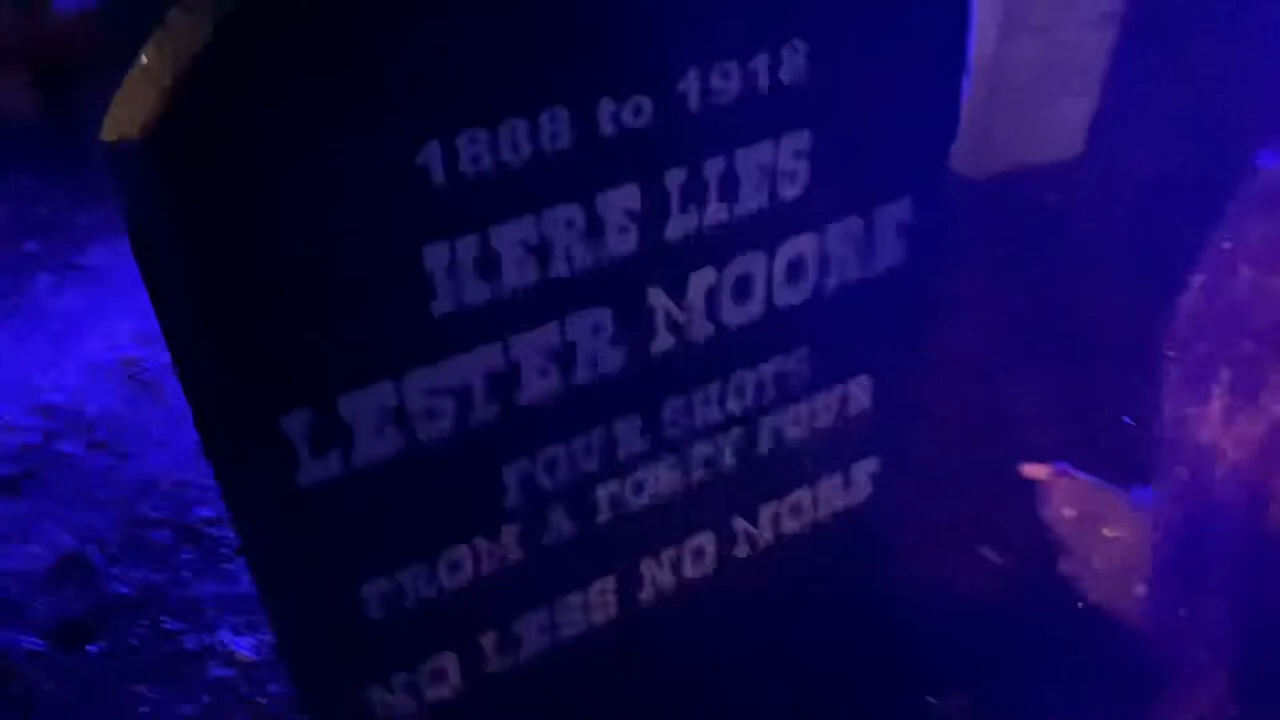 1888 to 1918
HERE LIES
LESTER MOORE
FOUR SHOTS
FROM A FORTY FOUR
NO LESS NO MORE